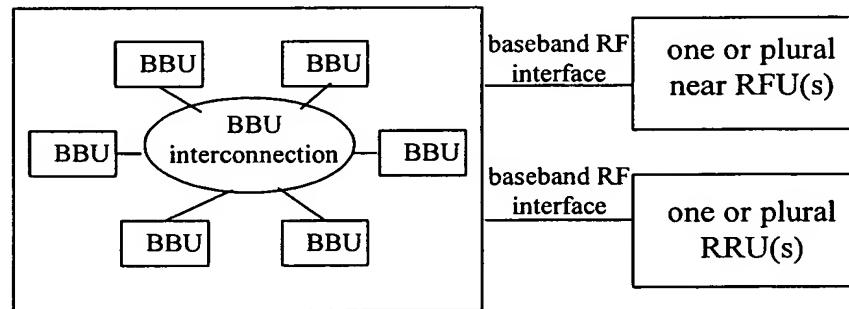 BBU
BBU
BBU
BBU
interconnection
BBU
BBU
BBU
baseband RF
interface
one or plural
near RFU(s)
baseband RF
interface
one or plural
RRU(s)